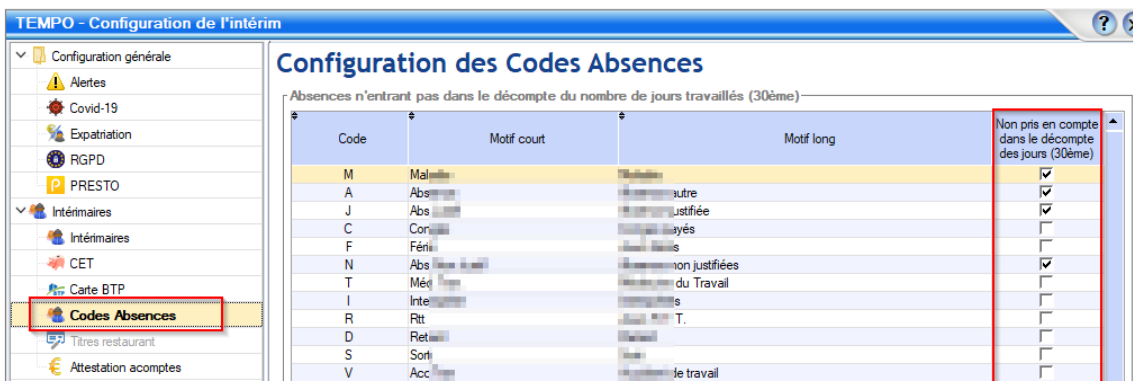 TEMPO - Configuration de l'intérim
?
Configuration générale
Alertes
Covid-19
Expatriation
RGPD
PRESTO
Intérimaires
Intérimaires
CET
Carte BTP
Codes Absences
Titres restaurant
Attestation acomptes
Configuration des Codes Absences
Absences n'entrant pas dans le décompte du nombre de jours travaillés (30ème)
Code Motif court Motif long Non pris en compte
dans le décompte
des jours (30ème)
M
A autre
J
C
F
N non justifiées
T du Travail
I
R Rtt T.
D
S
V de travail